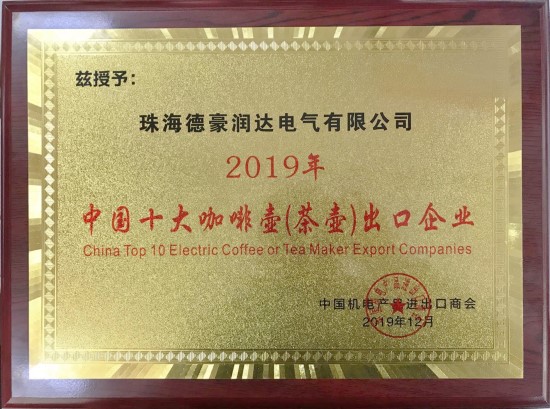 兹授予：
珠海德豪润达电气有限公司
2019年
中国十大咖啡壶(茶壶)出口企业
China Top 10 Electric Coffee or Tea Maker Export Companies
中国机电产品进出口商会
2019年12月